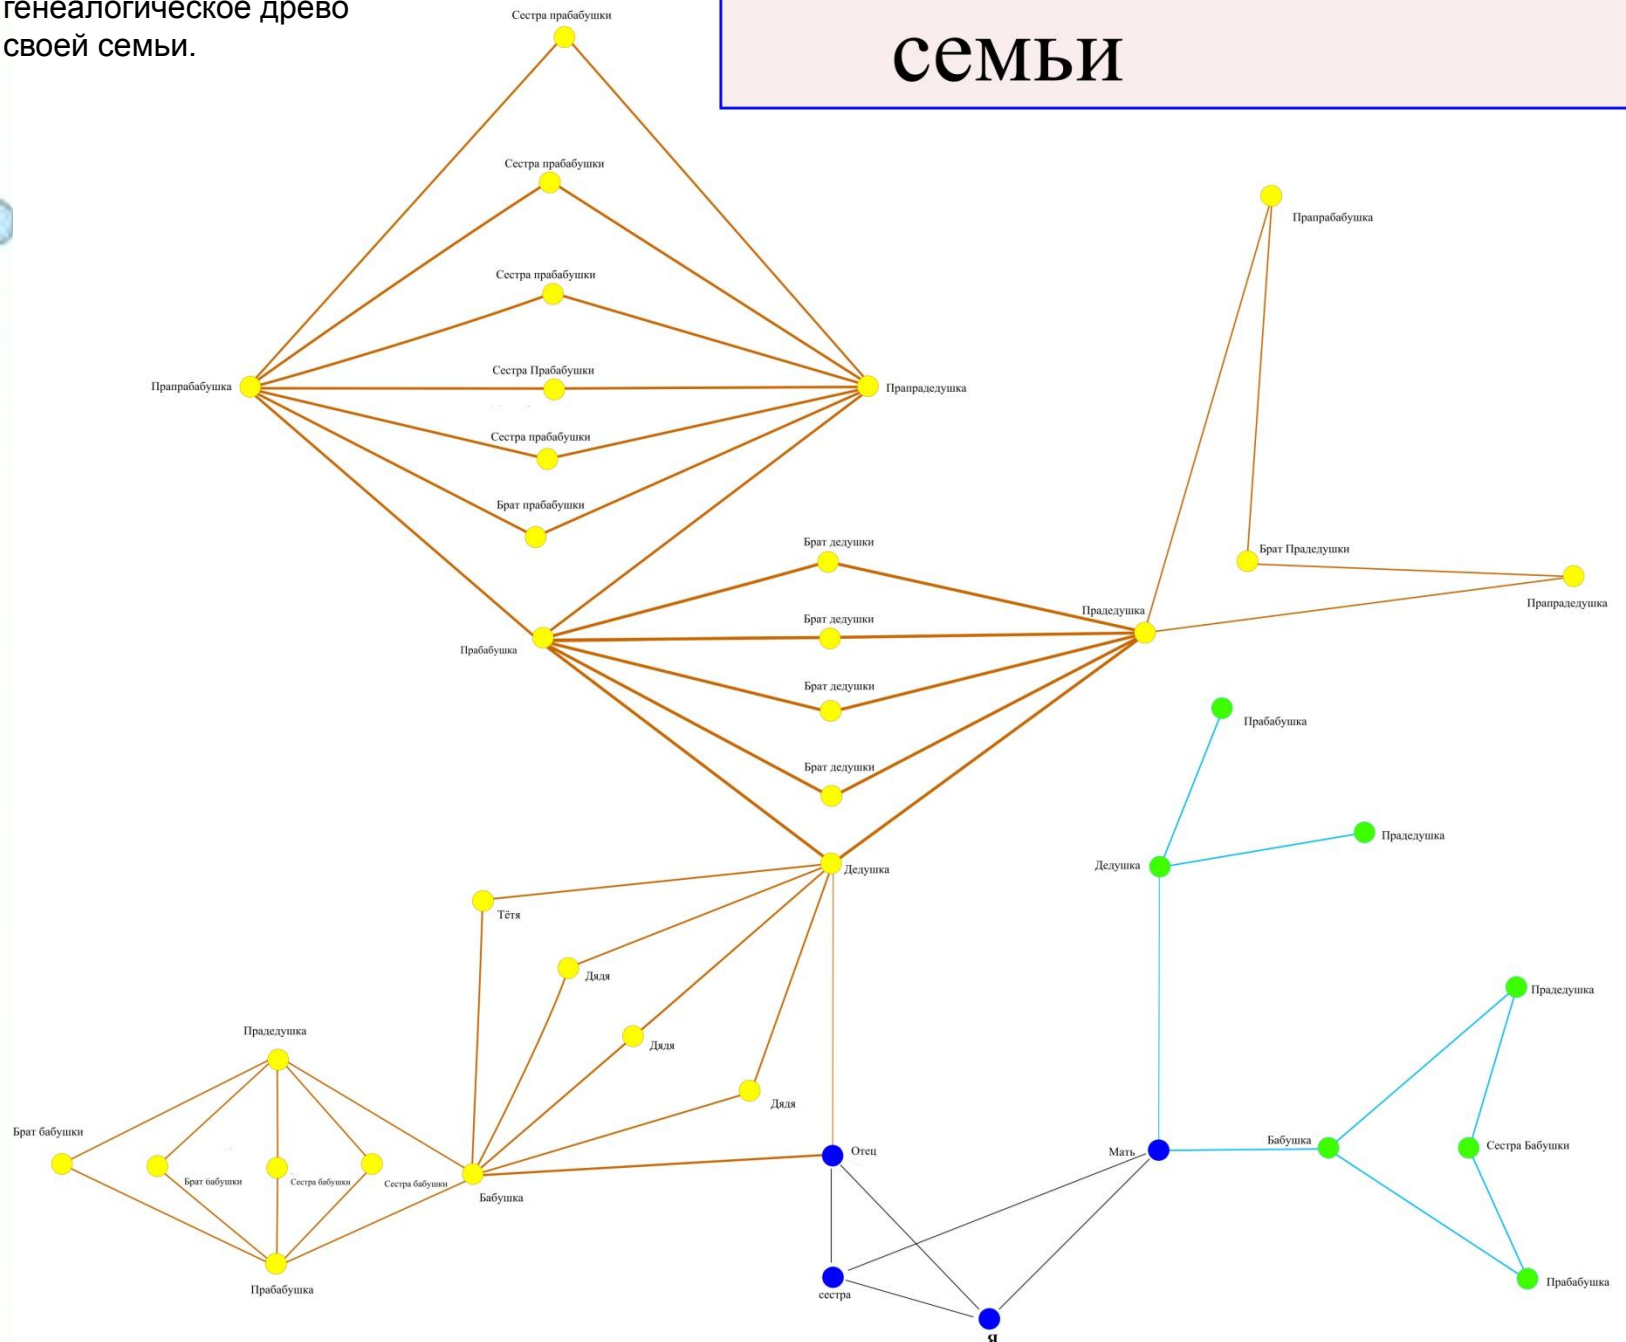 генеалогическое древо
своей семьи.
семьи
Сестра прабабушки
Сестра прабабушки
Прапрабабушка
Сестра прабабушки
Сестра Прабабушки
Прапрабабушка
Прапрадедушка
Сестра прабабушки
Брат прабабушки
Брат дедушки
Брат Прадедушки
Прапрадедушка
Прадедушка
Брат дедушки
Прабабушка
Брат дедушки
Прабабушка
Брат дедушки
Прадедушка
Дедушка
Дедушка
Тётя
Дядя
Прадедушка
Прадедушка
Дядя
Дядя
Брат бабушки
Бабушка
Сестра Бабушки
Отец
Мать
Брат бабушки
Сестра бабушки
Сестра бабушки
Бабушка
Прабабушка
Прабабушка
сестра
Я